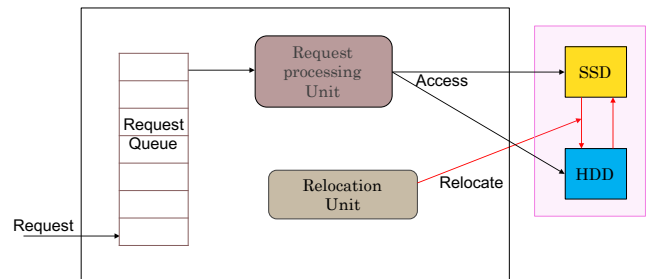 Request
processing
Unit
Access
SSD
Request
Queue
HDD
Relocation
Unit
Relocate
Request